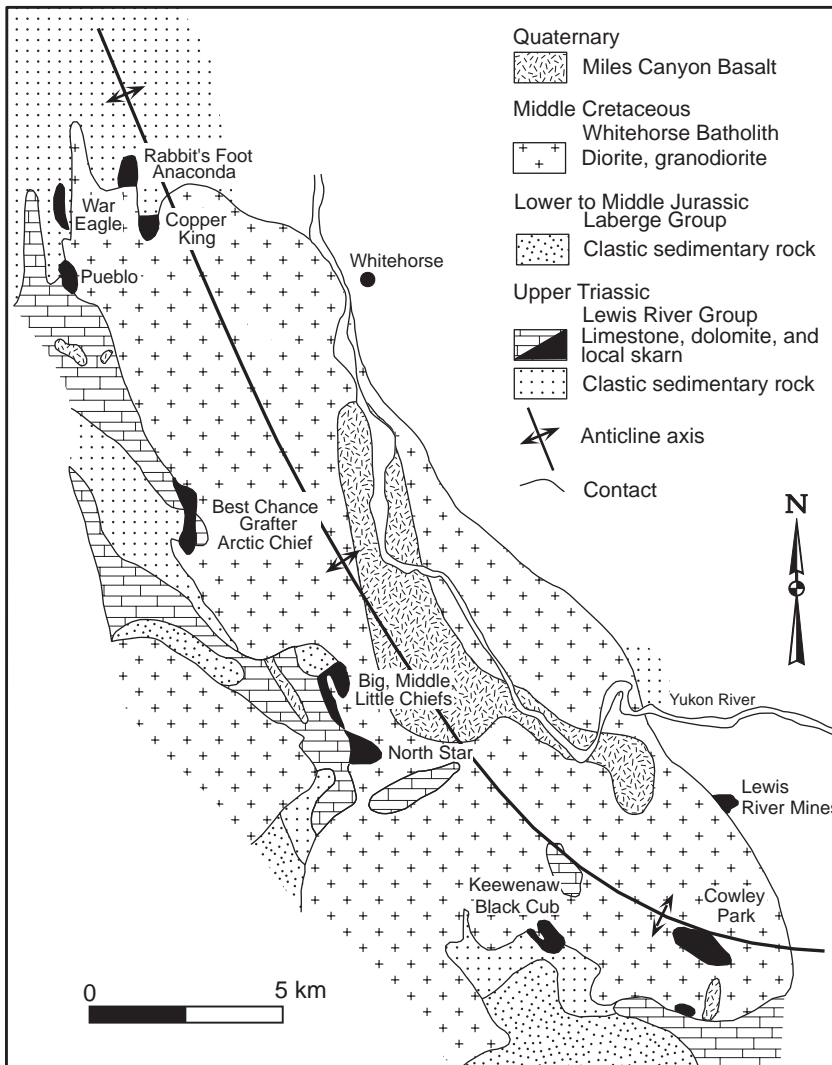 Quaternary
Miles Canyon Basalt
Middle Cretaceous
Whitehorse Batholith
Diorite, granodiorite
Lower to Middle Jurassic
Laberge Group
Clastic sedimentary rock
Upper Triassic
Lewis River Group
Limestone, dolomite, and
local skarn
Clastic sedimentary rock
Anticline axis
Contact
N
Rabbit's Foot
Anaconda
War
Eagle
Copper
King
Pueblo
Whitehorse
Best Chance
Grafter
Arctic Chief
Big, Middle,
Little Chiefs
North Star
Yukon River
Lewis
River Mines
Keewenaw
Black Cub
Cowley
Park
0
5 km